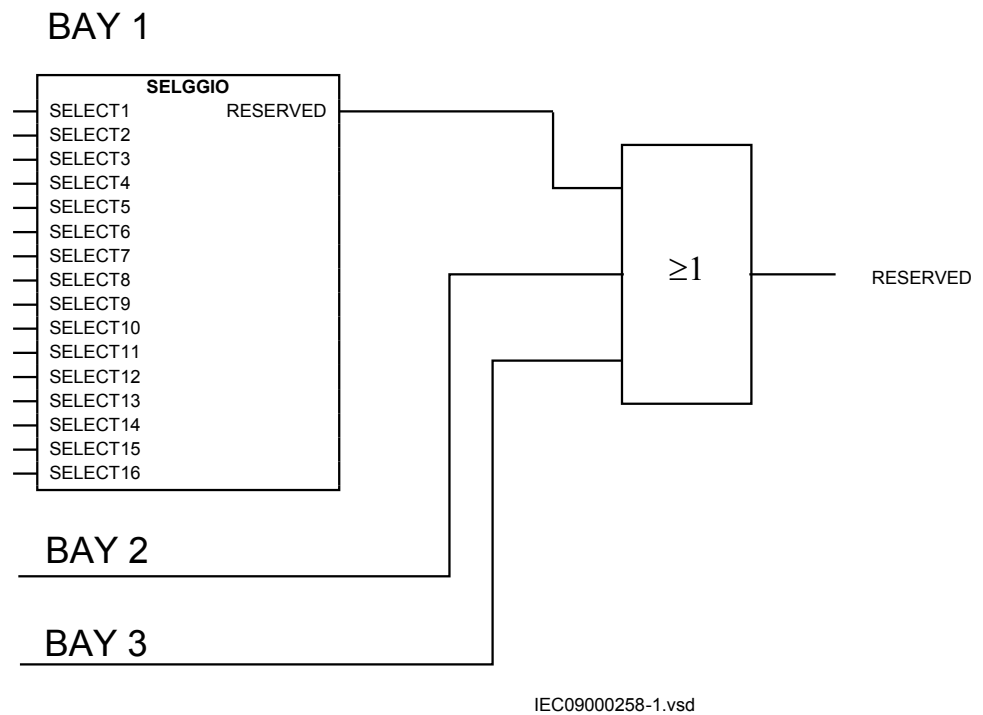 BAY 1
SELGGIO
SELECT1 RESERVED
SELECT2
SELECT3
SELECT4
SELECT5
SELECT6
SELECT7
SELECT8
SELECT9
SELECT10
SELECT11
SELECT12
SELECT13
SELECT14
SELECT15
SELECT16
≥1
RESERVED
BAY 2
BAY 3
IEC09000258-1.vsd